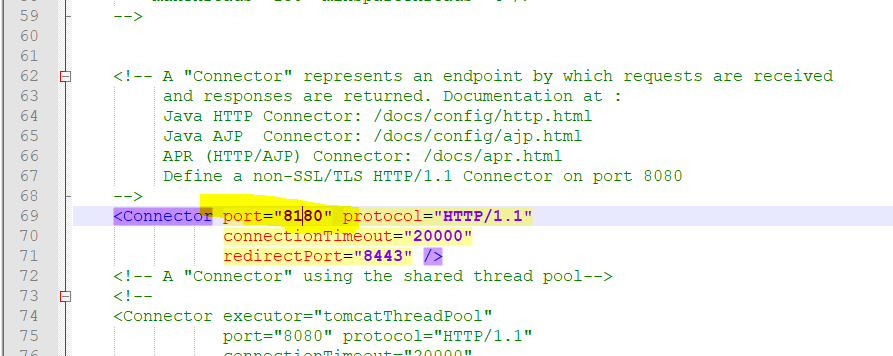 59 -->
60
61
62 <!-- A "Connector" represents an endpoint by which requests are received
63 and responses are returned. Documentation at :
64 Java HTTP Connector: /docs/config/http.html
65 Java AJP  Connector: /docs/config/ajp.html
66 APR (HTTP/AJP) Connector: /docs/apr.html
67 Define a non-SSL/TLS HTTP/1.1 Connector on port 8080
68 -->
69 <Connector port="8180" protocol="HTTP/1.1"
70 connectionTimeout="20000"
71 redirectPort="8443" />
72 <!-- A "Connector" using the shared thread pool-->
73 <!--
74 <Connector executor="tomcatThreadPool"
75 port="8080" protocol="HTTP/1.1"
76 connectionTimeout="20000"